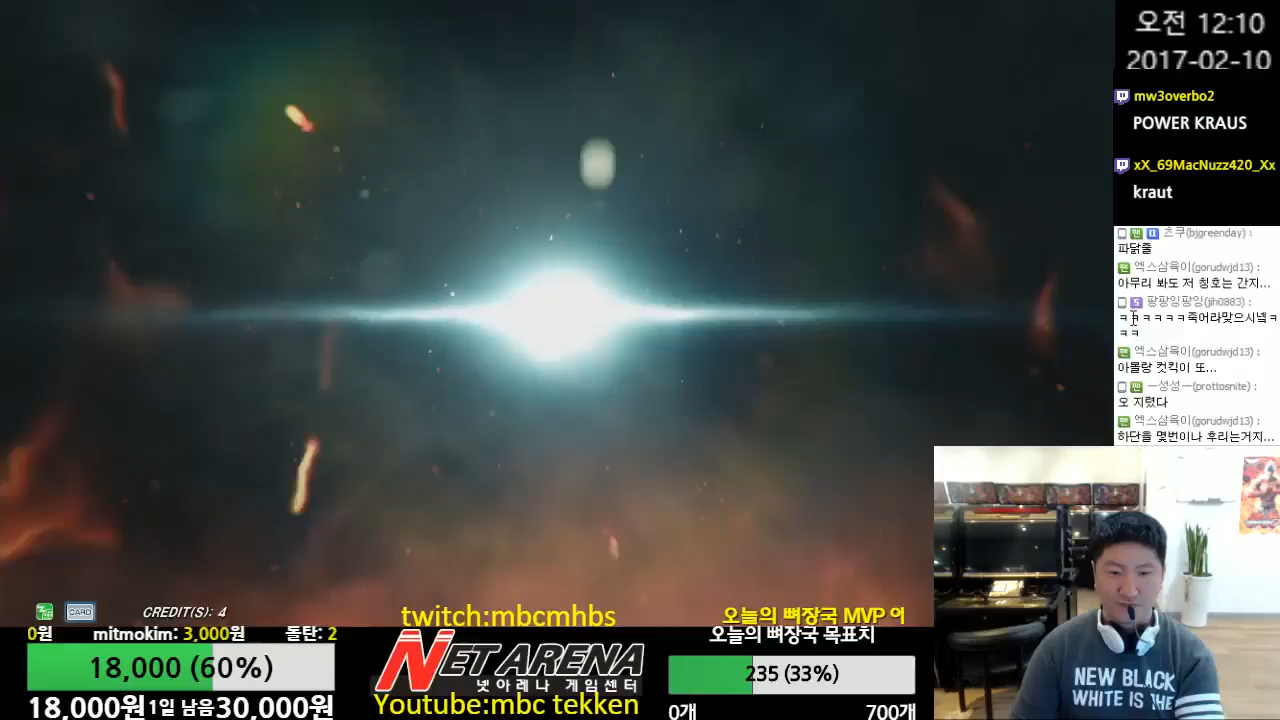 오전 12:10
2017-02-10
mw3overbo2
POWER KRAUS
xX_69MacNuzz420_Xx
kraut
츠쿠(bjgreenday) :
파닭졸
엑스삼육이(gorudwjd13) :
아무리 봐도 저 칭호는 간지...
팡팡잉팡잉(jih0883) :
ㅋㅋㅋㅋㅋㅋ죽어라맞으시넼ㅋ
ㅋㅋ
엑스삼육이(gorudwjd13) :
아몰랑 컷킥이 또...
ㅡ성성ㅡ(prottosnite) :
오 지렸다
엑스삼육이(gorudwjd13) :
하단을 몇번이나 후리는거지...
CARD
CREDIT(S): 4
0원 mitmokim: 3,000원 돌탄: 2
18,000 (60%)
18,000원 1일 남음 30,000원
twitch:mbcmhbs
NET ARENA
넷아레나 게임센터
Youtube:mbc tekken
오늘의 뼈장국 MVP 여
오늘의 뼈장국 목표치
235 (33%)
0개 700개
NEW BLACK
WHITE IS THE